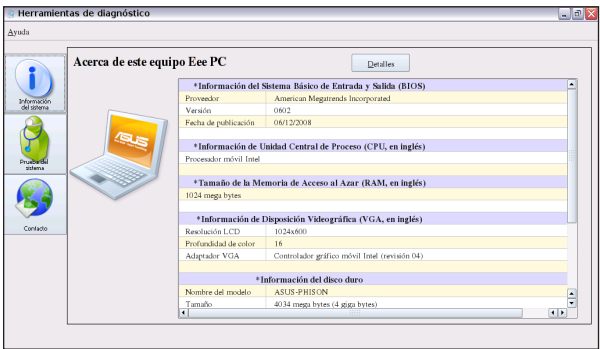 Herramientas de diagnóstico
Ayuda
Acerca de este equipo Eee PC
Detalles
Información
del sistema
Prueba del
sistema
Contacto
ASUS
*Información del Sistema Básico de Entrada y Salida (BIOS)
Proveedor American Megatrends Incorporated
Versión 0602
Fecha de publicación 06/12/2008
*Información de Unidad Central de Proceso (CPU, en inglés)
Procesador móvil Intel
*Tamaño de la Memoria de Acceso al Azar (RAM, en inglés)
1024 mega bytes
*Información de Disposición Videográfica (VGA, en inglés)
Resolución LCD 1024x600
Profundidad de color 16
Adaptador VGA Controlador gráfico móvil Intel (revisión 04)
*Información del disco duro
Nombre del modelo ASUS-PHISON
Tamaño 4034 mega bytes (4 giga bytes)